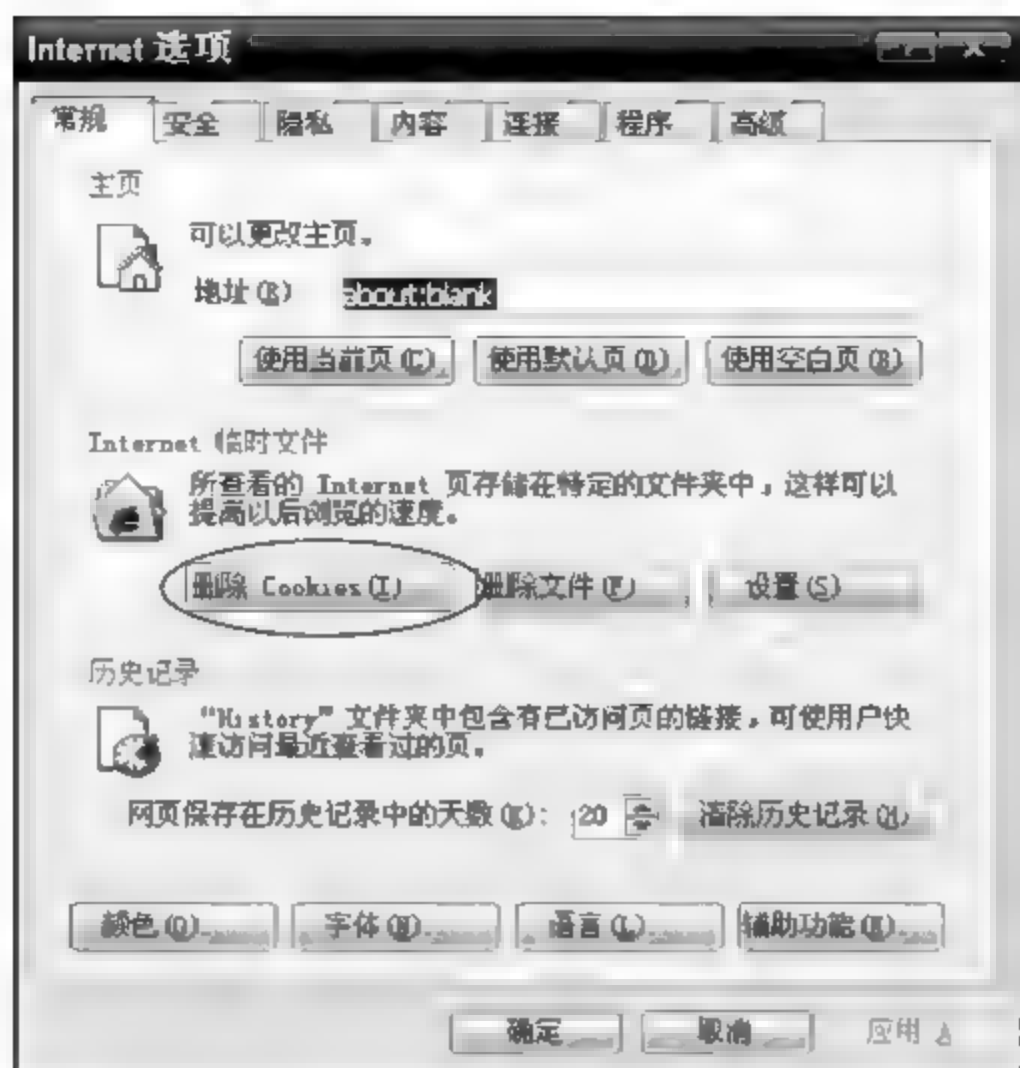 Internet 选项
常规 安全 隐私 内容 连接 程序 高级
主页
可以更改主页。
地址(R) about:blank
使用当前页(C) 使用默认页(D) 使用空白页(B)
Internet 临时文件
所查看的 Internet 页存储在特定的文件夹中，这样可以
提高以后浏览的速度。
删除 Cookies(I) 删除文件(F) 设置(S)
历史记录
“History”文件夹中包含有已访问页的链接，可使用户快
速访问最近查看过的页。
网页保存在历史记录中的天数(K): 20 清除历史记录(H)
颜色(O)... 字体(N)... 语言(L)... 辅助功能(E)...
确定 取消 应用 A